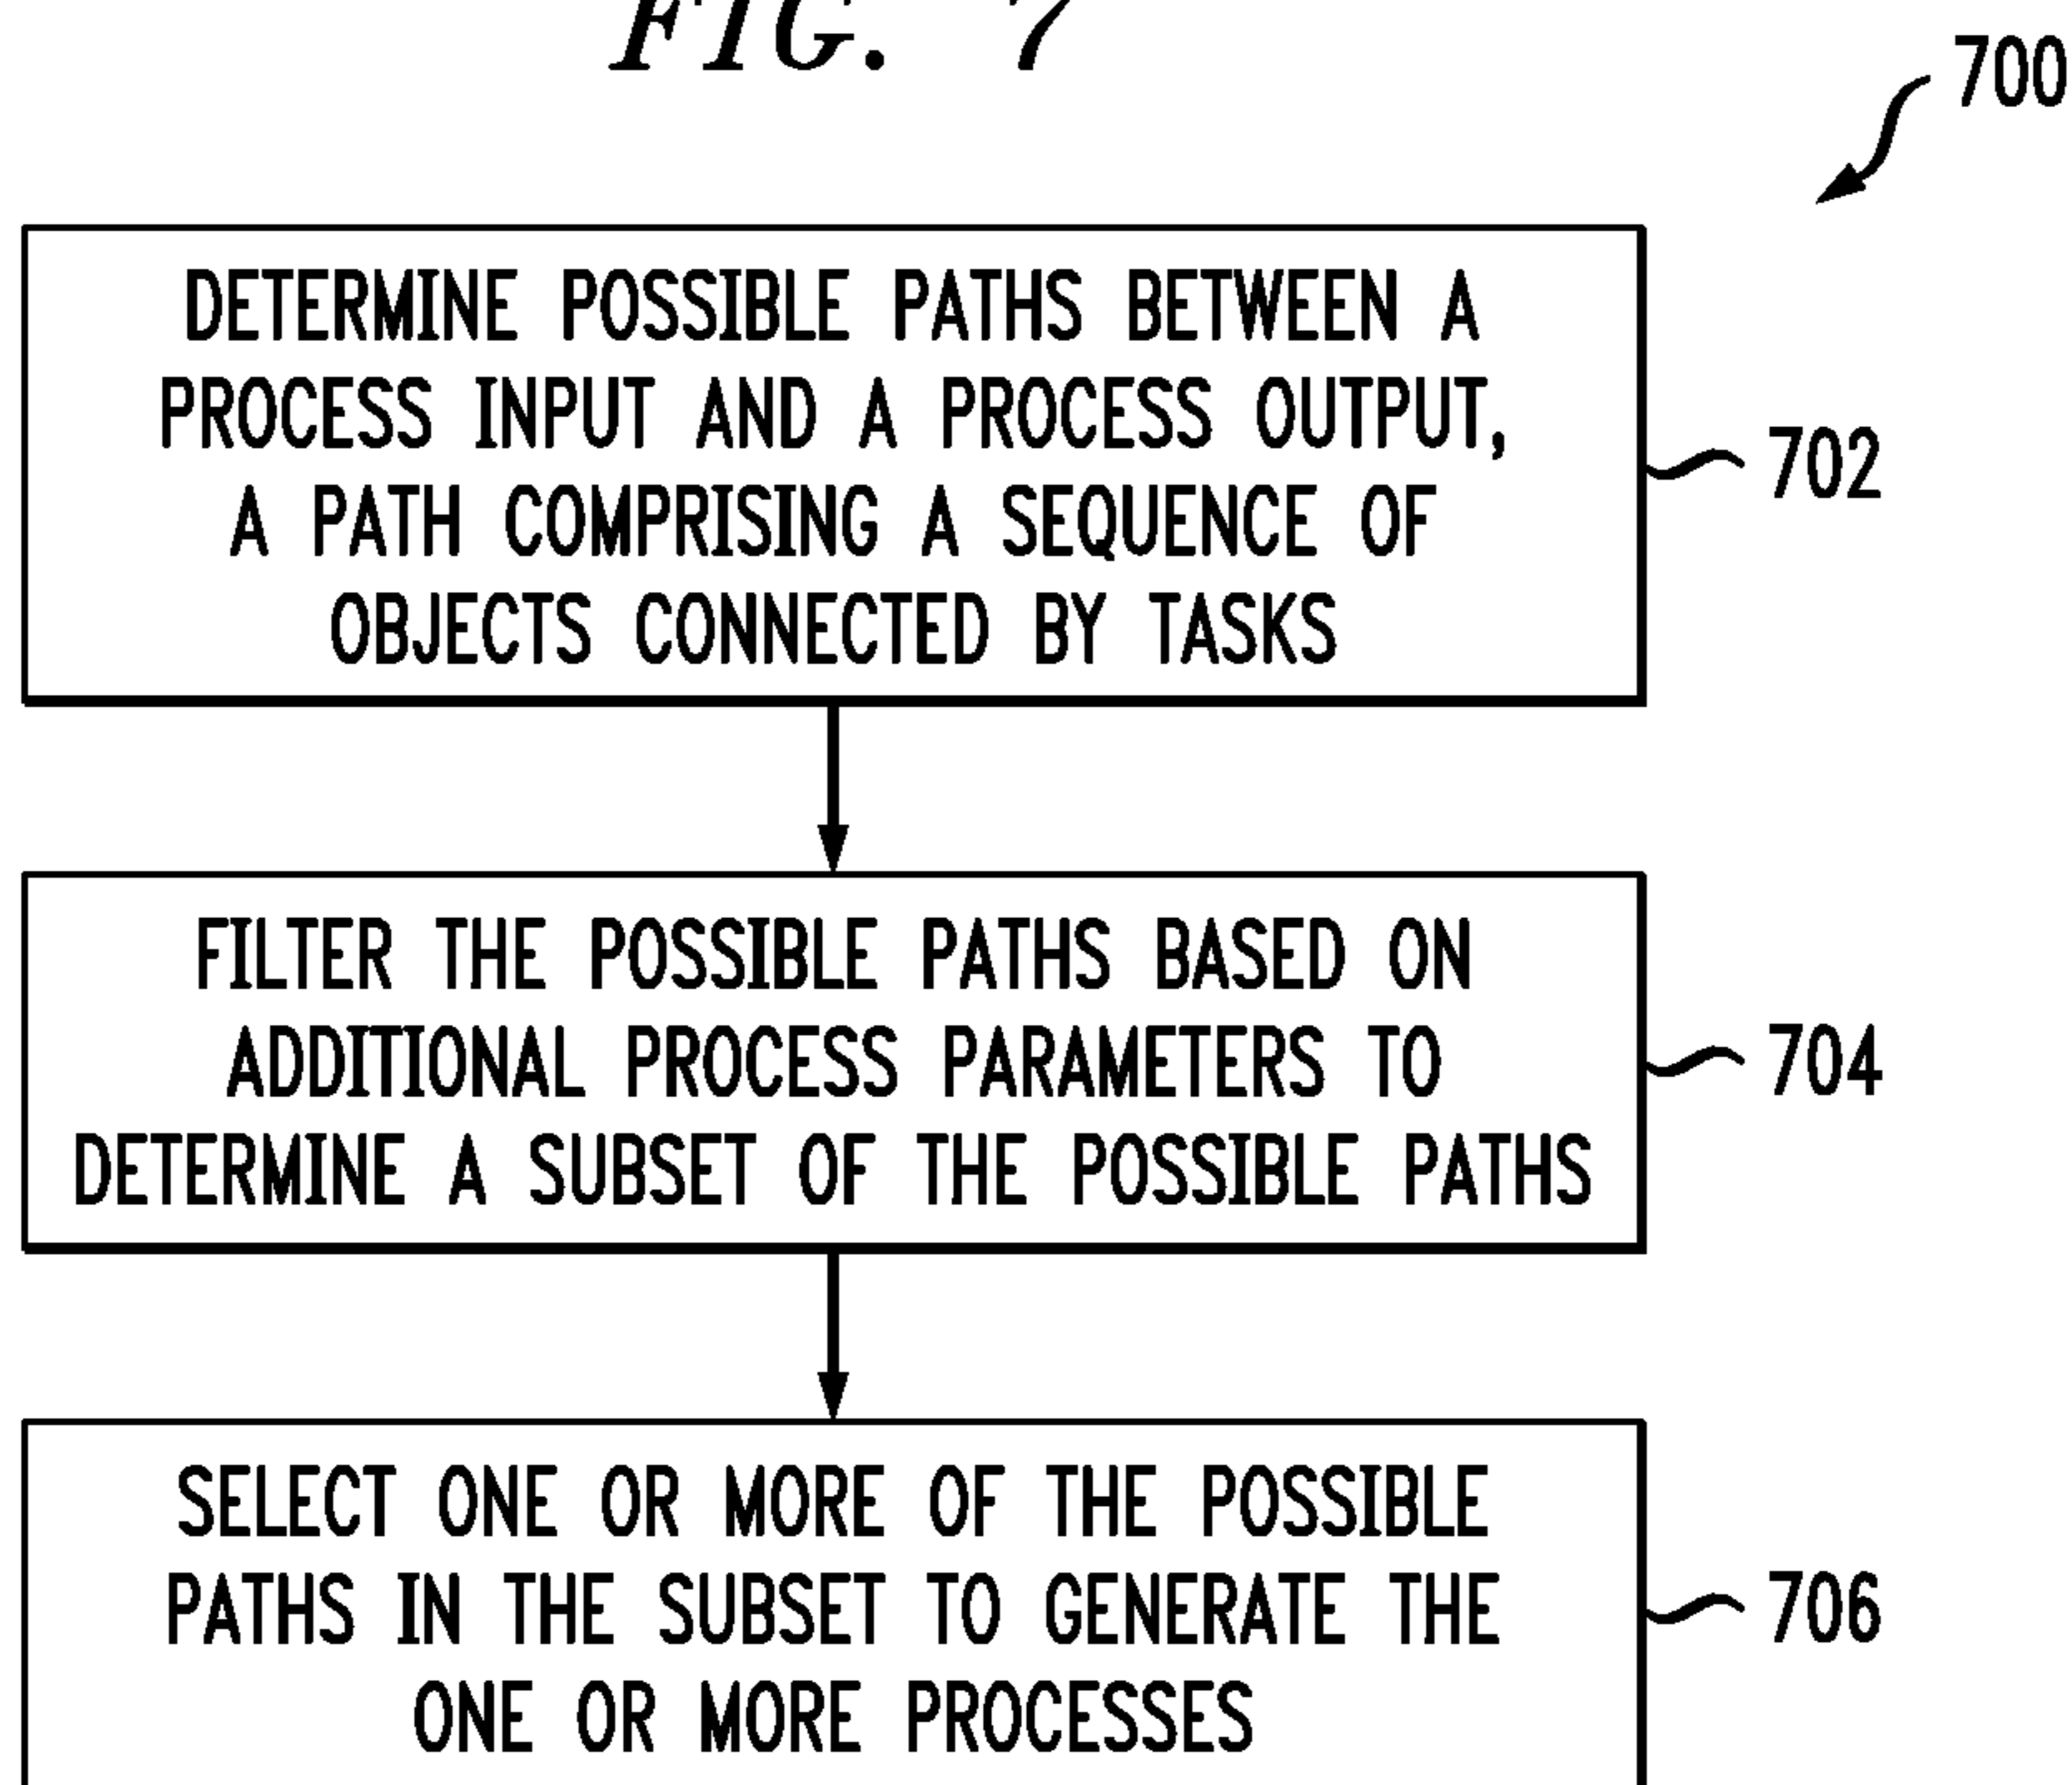 FIG. 7
700
DETERMINE POSSIBLE PATHS BETWEEN A
PROCESS INPUT AND A PROCESS OUTPUT,
A PATH COMPRISING A SEQUENCE OF
OBJECTS CONNECTED BY TASKS
702
FILTER THE POSSIBLE PATHS BASED ON
ADDITIONAL PROCESS PARAMETERS TO
DETERMINE A SUBSET OF THE POSSIBLE PATHS
704
SELECT ONE OR MORE OF THE POSSIBLE
PATHS IN THE SUBSET TO GENERATE THE
ONE OR MORE PROCESSES
706